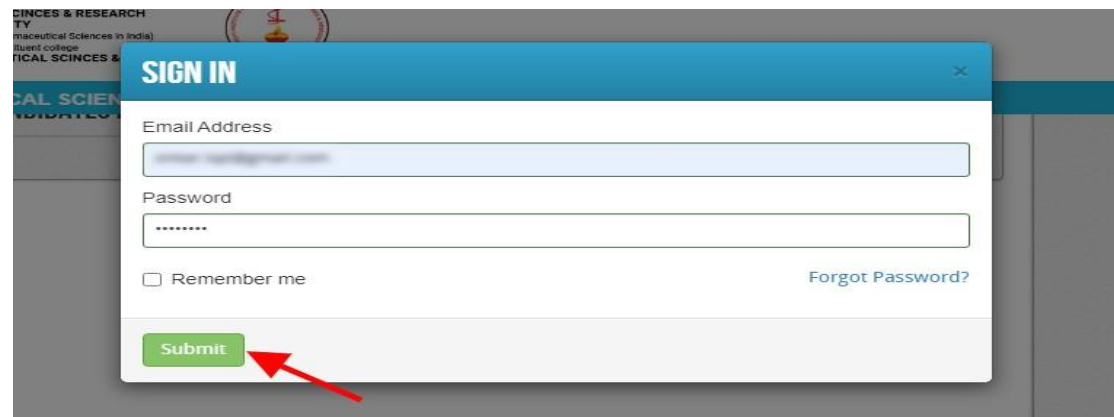 CINCES & RESEARCH
TY
maceutical Sciences in India)
ituent college
TICAL SCINCES &
SIGN IN
×
CAL SCIEN
Email Address
Password
••••••••
Remember me
Forgot Password?
Submit